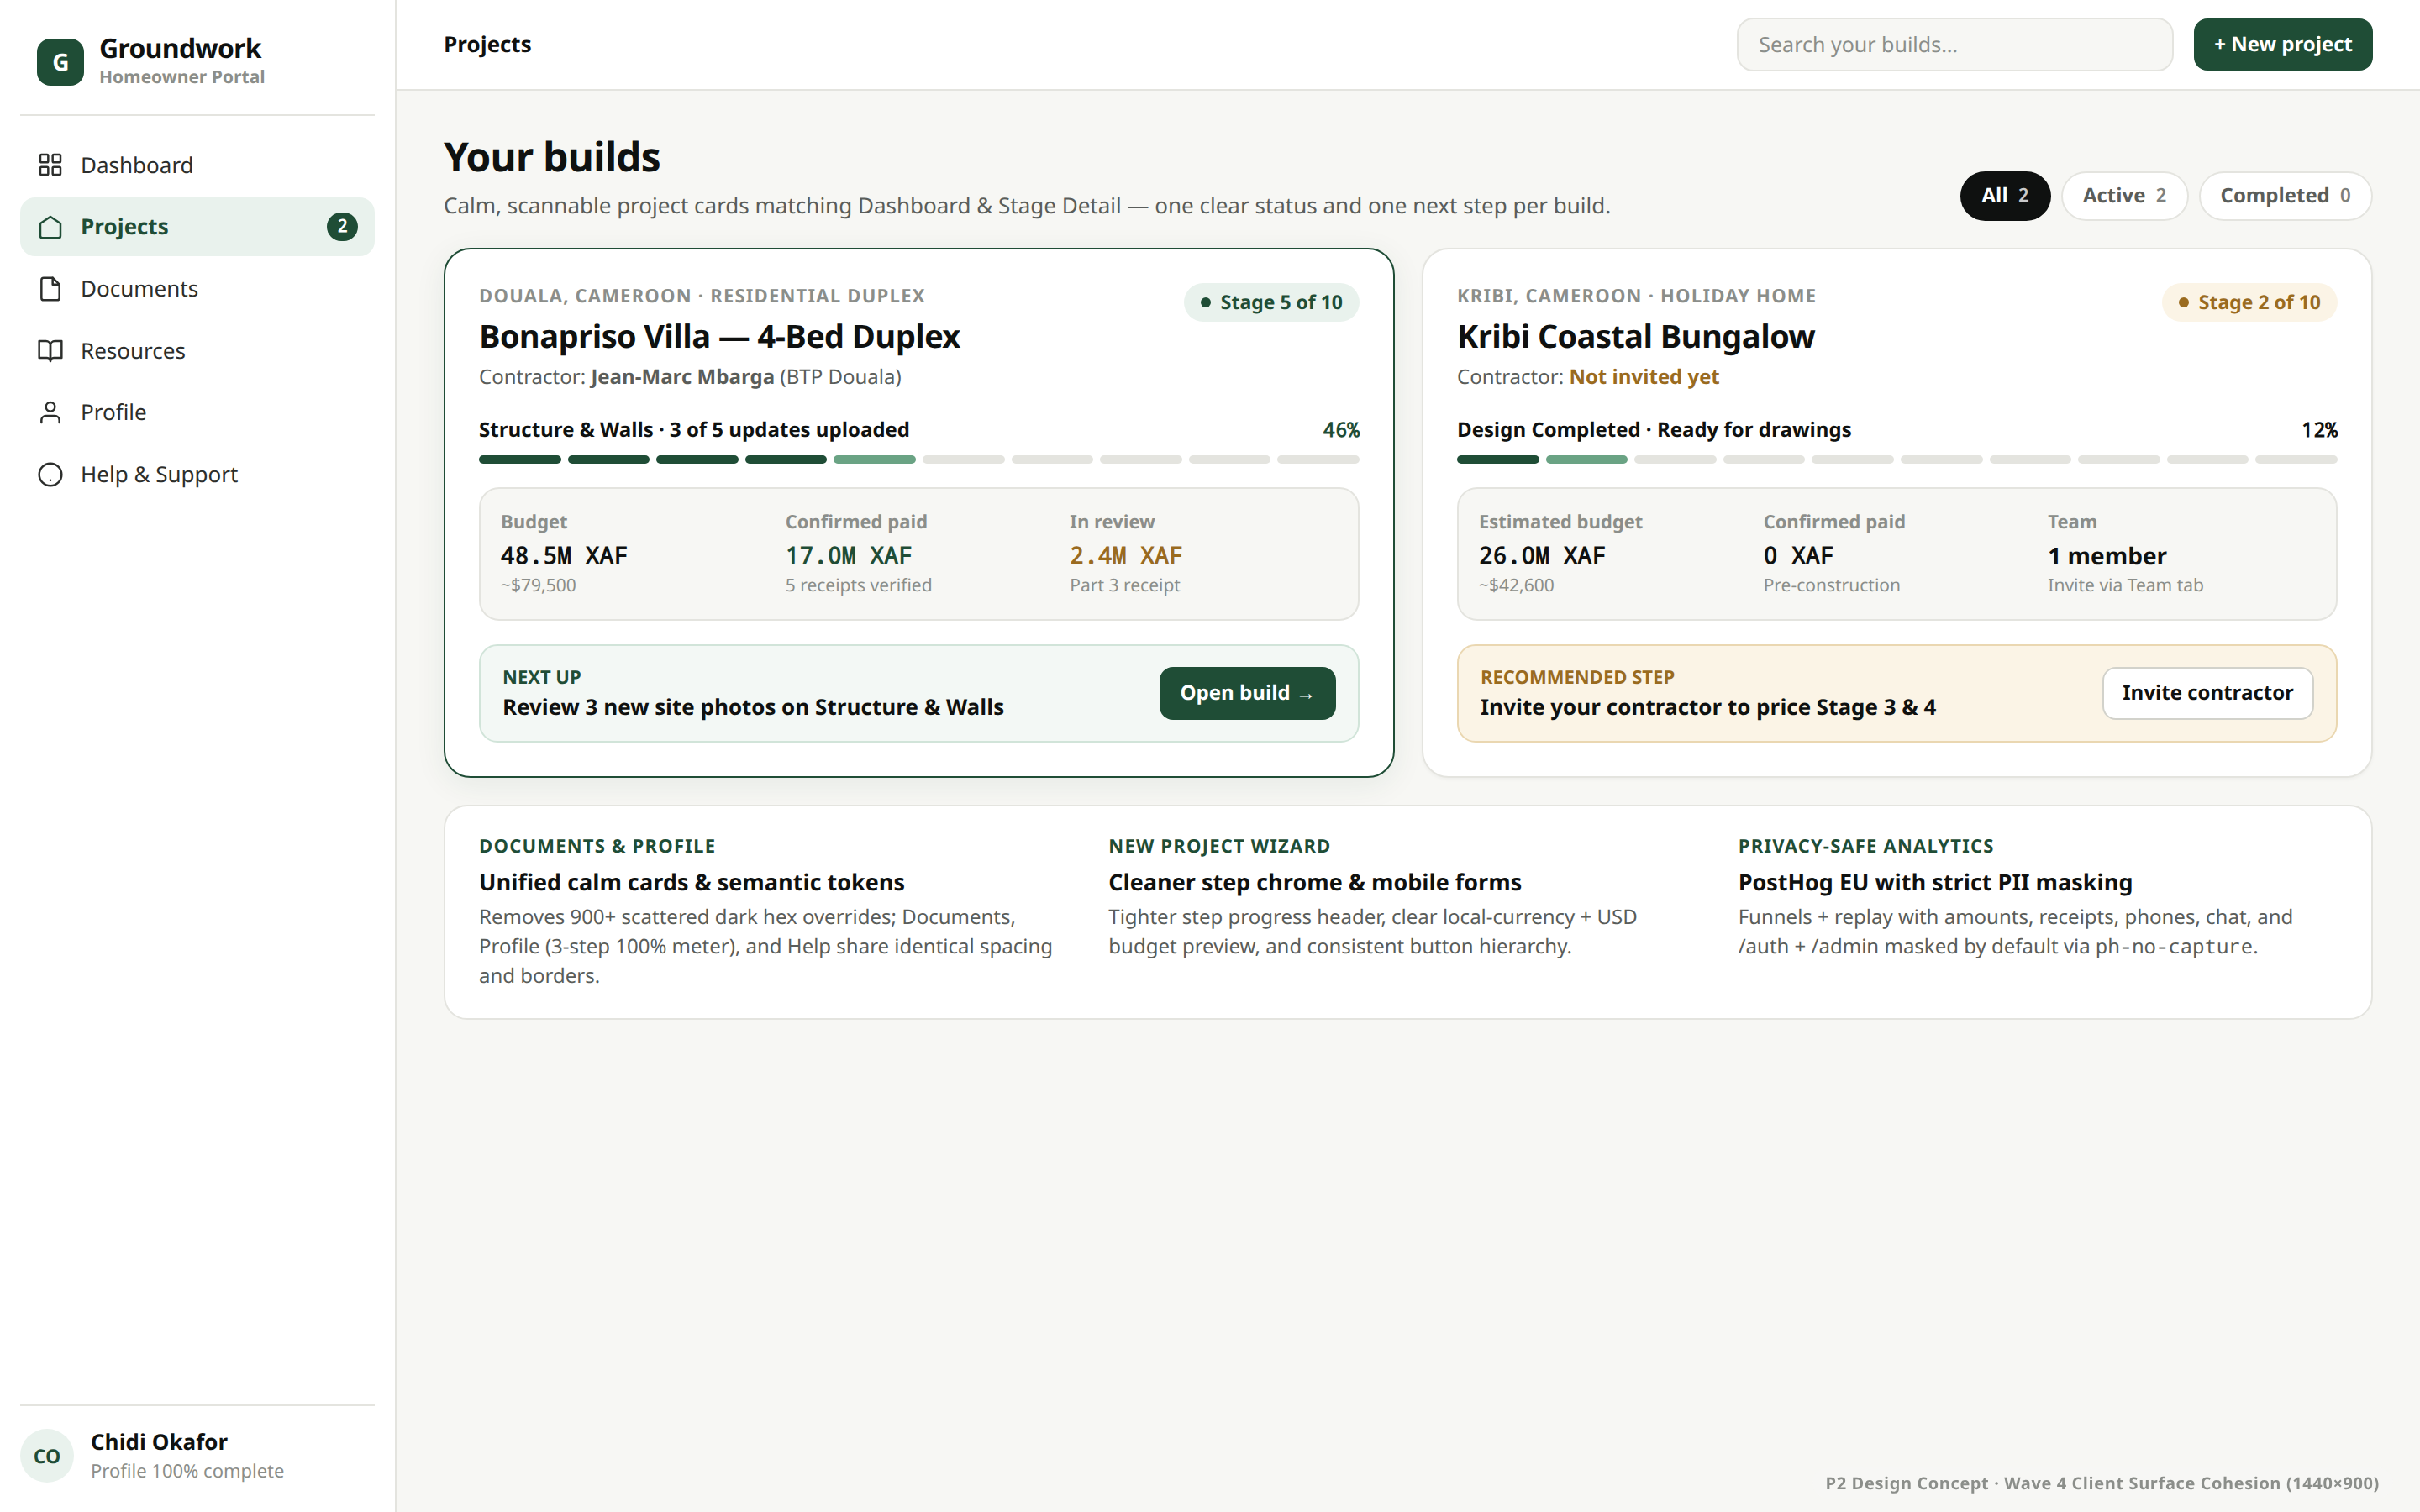 G
Groundwork
Homeowner Portal
Dashboard
Projects 2
Documents
Resources
Profile
Help & Support
CO
Chidi Okafor
Profile 100% complete
Projects
Search your builds...
+ New project
Your builds
Calm, scannable project cards matching Dashboard & Stage Detail — one clear status and one next step per build.
All 2
Active 2
Completed 0
DOUALA, CAMEROON · RESIDENTIAL DUPLEX
Stage 5 of 10
Bonapriso Villa — 4-Bed Duplex
Contractor: Jean-Marc Mbarga (BTP Douala)
Structure & Walls · 3 of 5 updates uploaded
46%
Budget
48.5M XAF
~$79,500
Confirmed paid
17.0M XAF
5 receipts verified
In review
2.4M XAF
Part 3 receipt
NEXT UP
Review 3 new site photos on Structure & Walls
Open build →
KRIBI, CAMEROON · HOLIDAY HOME
Stage 2 of 10
Kribi Coastal Bungalow
Contractor: Not invited yet
Design Completed · Ready for drawings
12%
Estimated budget
26.0M XAF
~$42,600
Confirmed paid
0 XAF
Pre-construction
Team
1 member
Invite via Team tab
RECOMMENDED STEP
Invite your contractor to price Stage 3 & 4
Invite contractor
DOCUMENTS & PROFILE
Unified calm cards & semantic tokens
Removes 900+ scattered dark hex overrides; Documents,
Profile (3-step 100% meter), and Help share identical spacing
and borders.
NEW PROJECT WIZARD
Cleaner step chrome & mobile forms
Tighter step progress header, clear local-currency + USD
budget preview, and consistent button hierarchy.
PRIVACY-SAFE ANALYTICS
PostHog EU with strict PII masking
Funnels + replay with amounts, receipts, phones, chat, and
/auth + /admin masked by default via ph-no-capture.
P2 Design Concept · Wave 4 Client Surface Cohesion (1440×900)